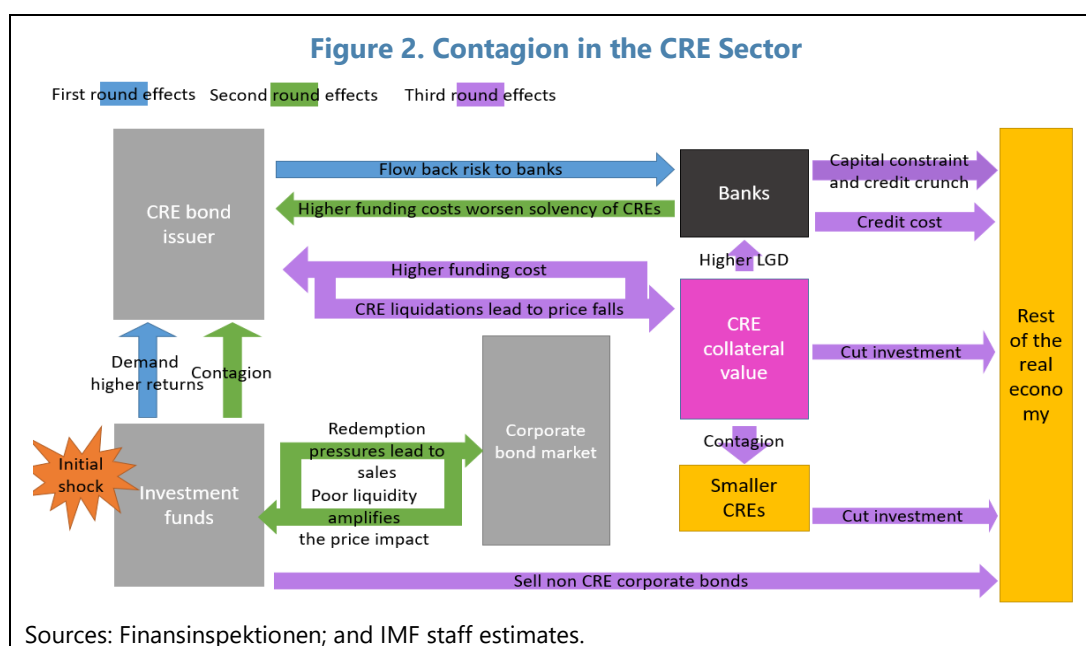 Figure 2. Contagion in the CRE Sector
First round effects
Second round effects
Third round effects
CRE bond
issuer
Flow back risk to banks
Higher funding costs worsen solvency of CREs
Banks
Capital constraint
and credit crunch
Credit cost
Higher LGD
Higher funding cost
CRE liquidations lead to price falls
CRE
collateral
value
Rest
of the
real
econo
my
Cut investment
Demand
higher returns
Contagion
Redemption
pressures lead to
sales
Poor liquidity
amplifies
the price impact
Corporate
bond market
Contagion
Initial
shock
Investment
funds
Smaller
CREs
Cut investment
Sell non CRE corporate bonds
Sources: Finansinspektionen; and IMF staff estimates.